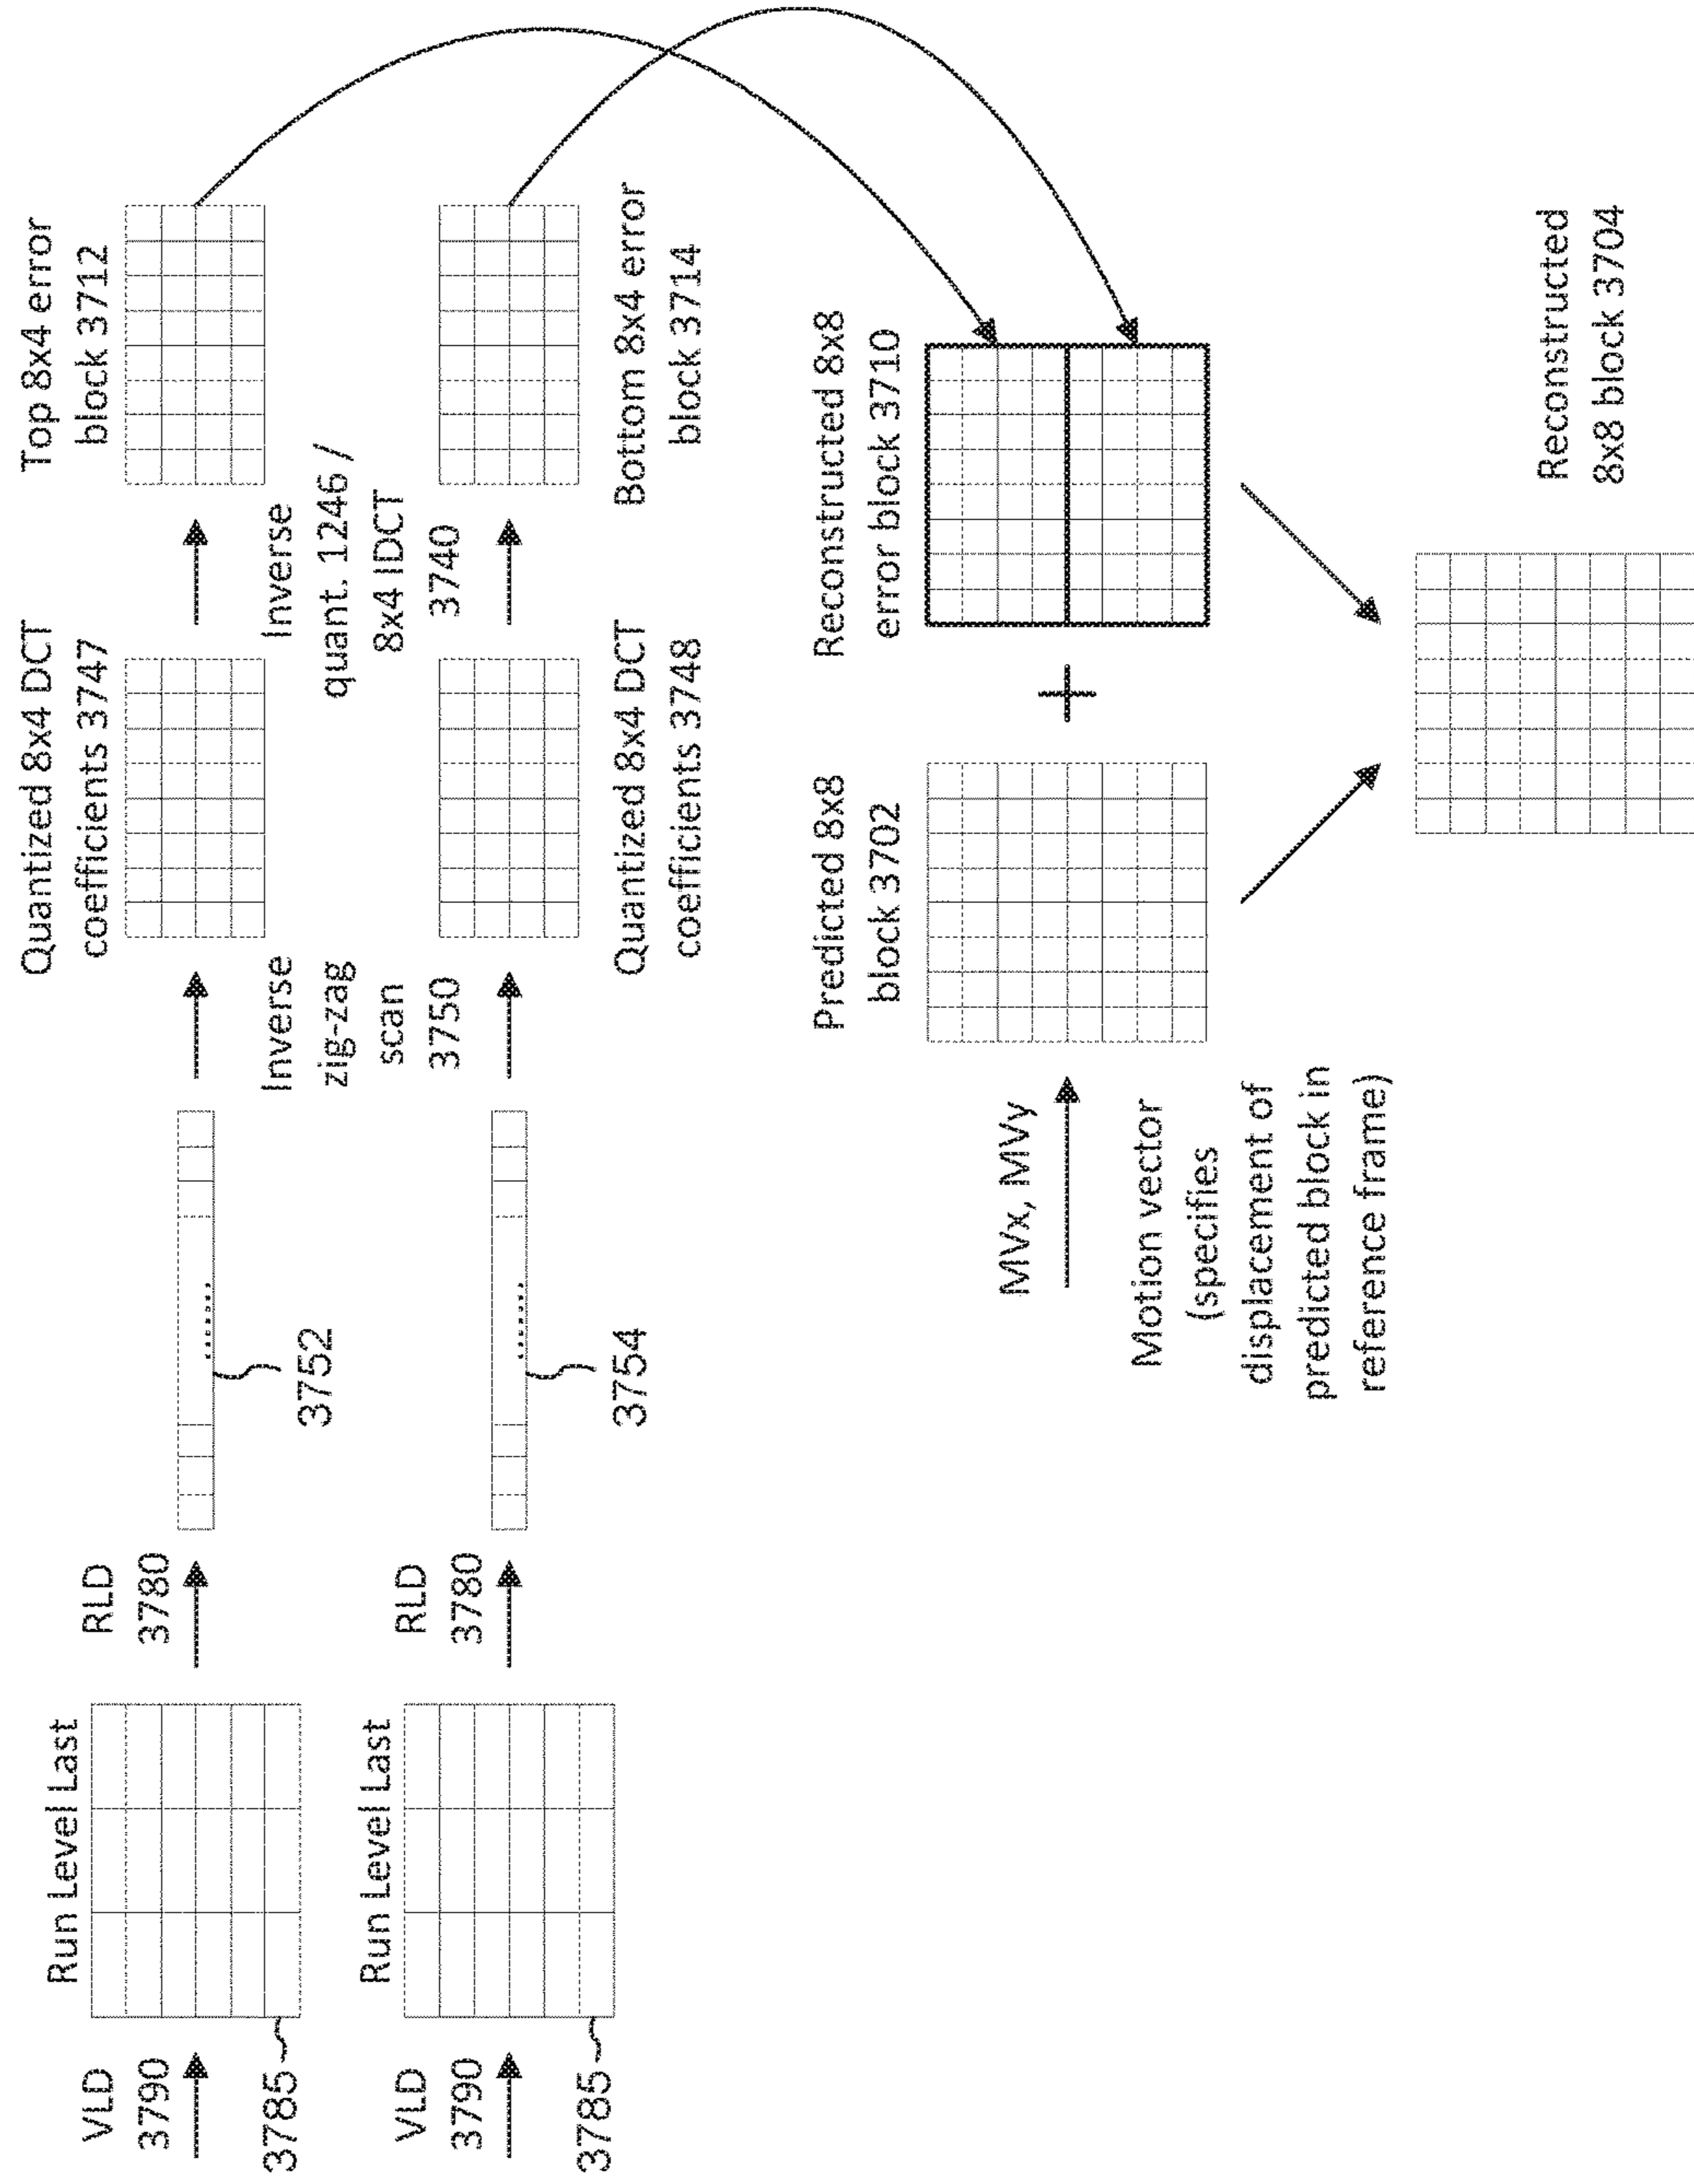 VLD
3790
3785
Run Level Last
RLD
3780
3752
Inverse
zig-zag
scan
3750
Quantized 8x4 DCT
coefficients 3747
Inverse
quant. 1246 /
8x4 IDCT
3740
Top 8x4 error
block 3712
VLD
3790
3785
Run Level Last
RLD
3780
3754
Quantized 8x4 DCT
coefficients 3748
Bottom 8x4 error
block 3714
MVx, MVy
Motion vector
(specifies
displacement of
predicted block in
reference frame)
Predicted 8x8
block 3702
+
Reconstructed 8x8
error block 3710
Reconstructed
8x8 block 3704